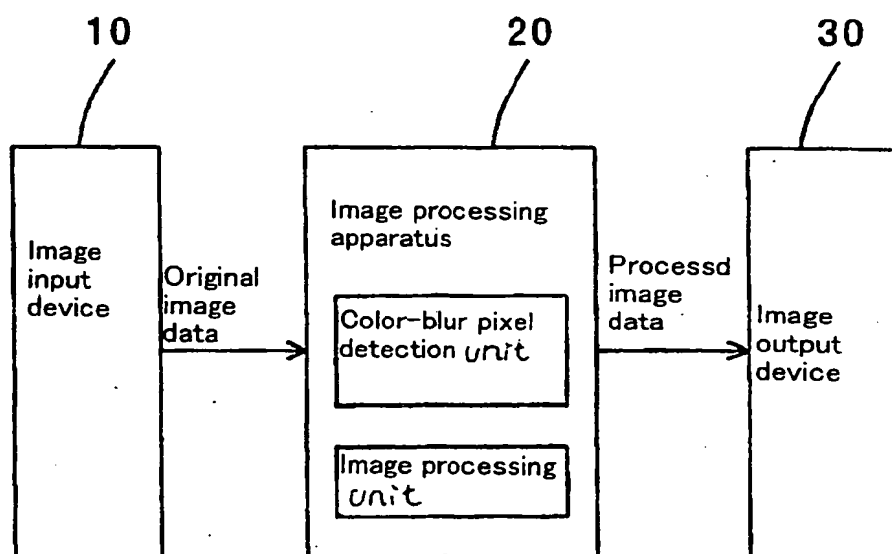 10
20
30
Image
input
device
Original
image
data
Image processing
apparatus
Color-blur pixel
detection unit
Image processing
unit
Processd
image
data
Image
output
device